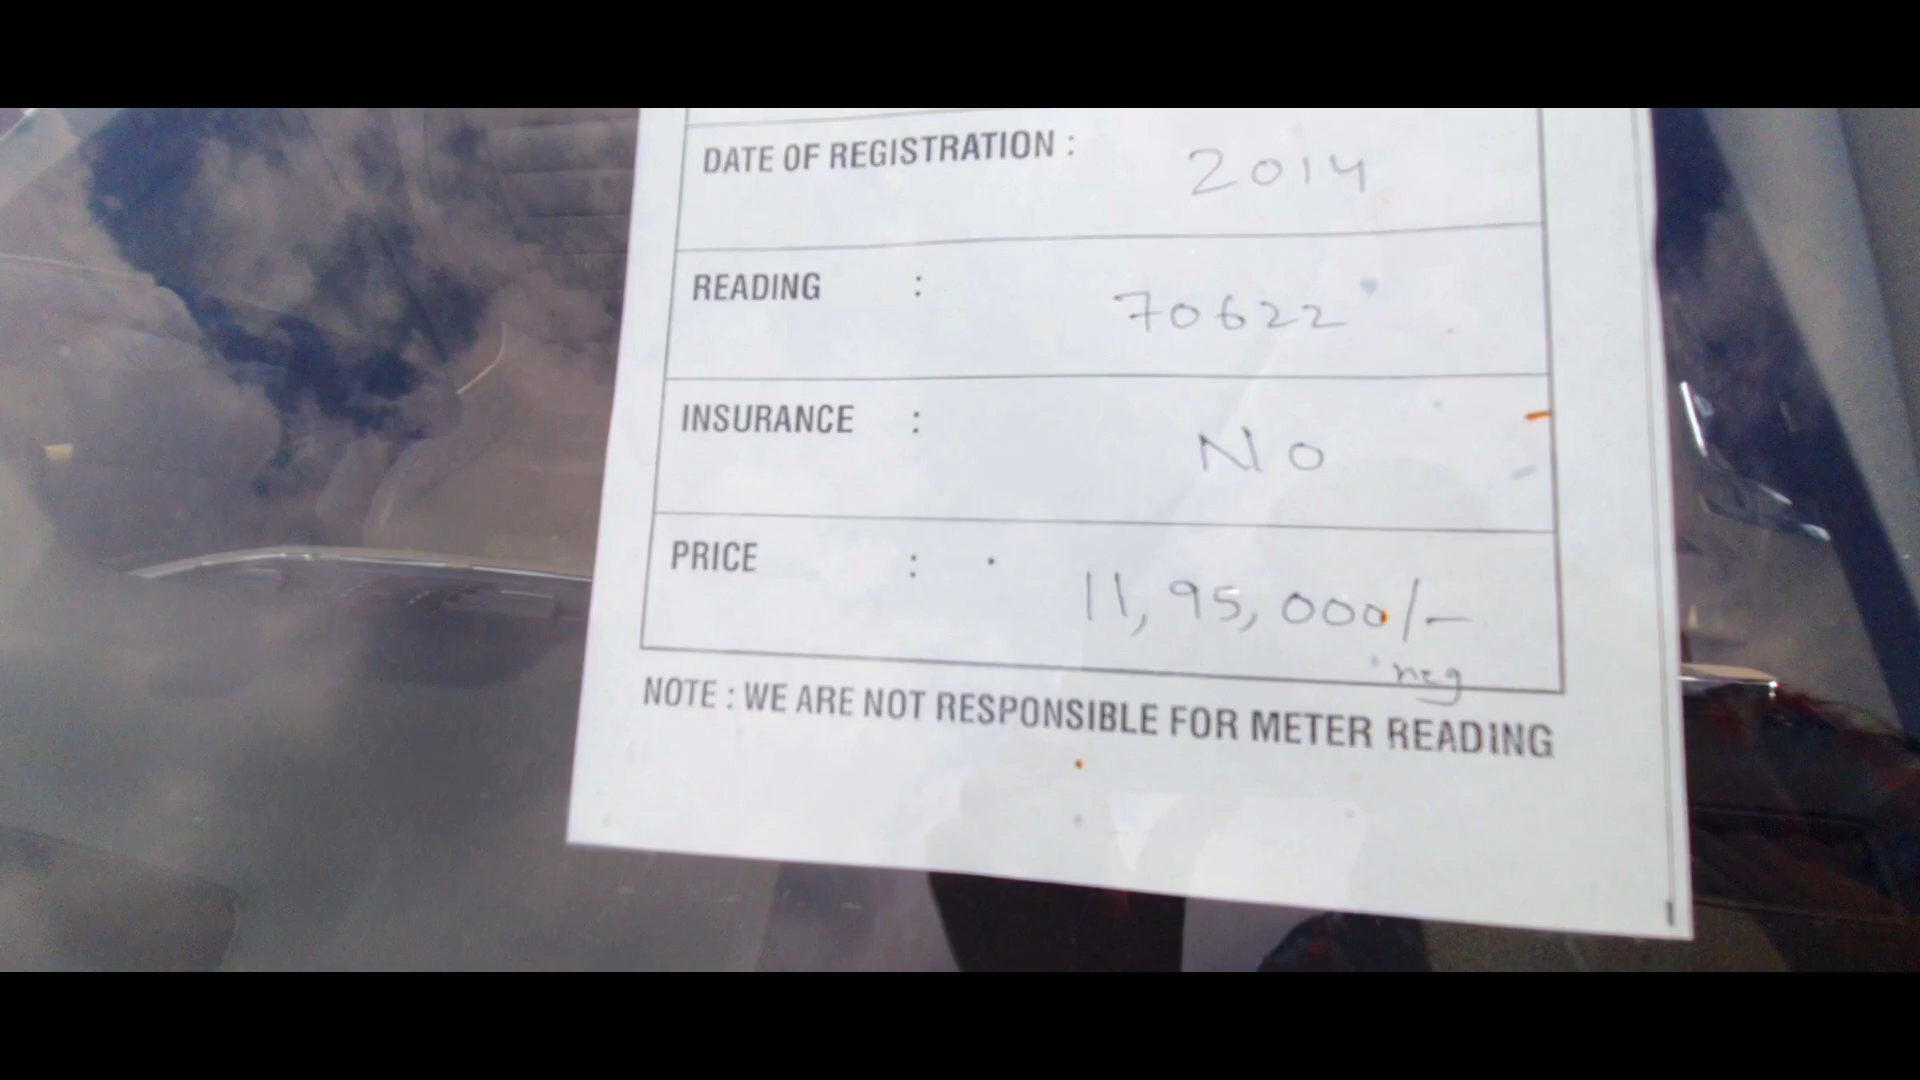 DATE OF REGISTRATION : 2014
READING : 70622
INSURANCE : NO
PRICE : 11,95,000/-
neg
NOTE : WE ARE NOT RESPONSIBLE FOR METER READING